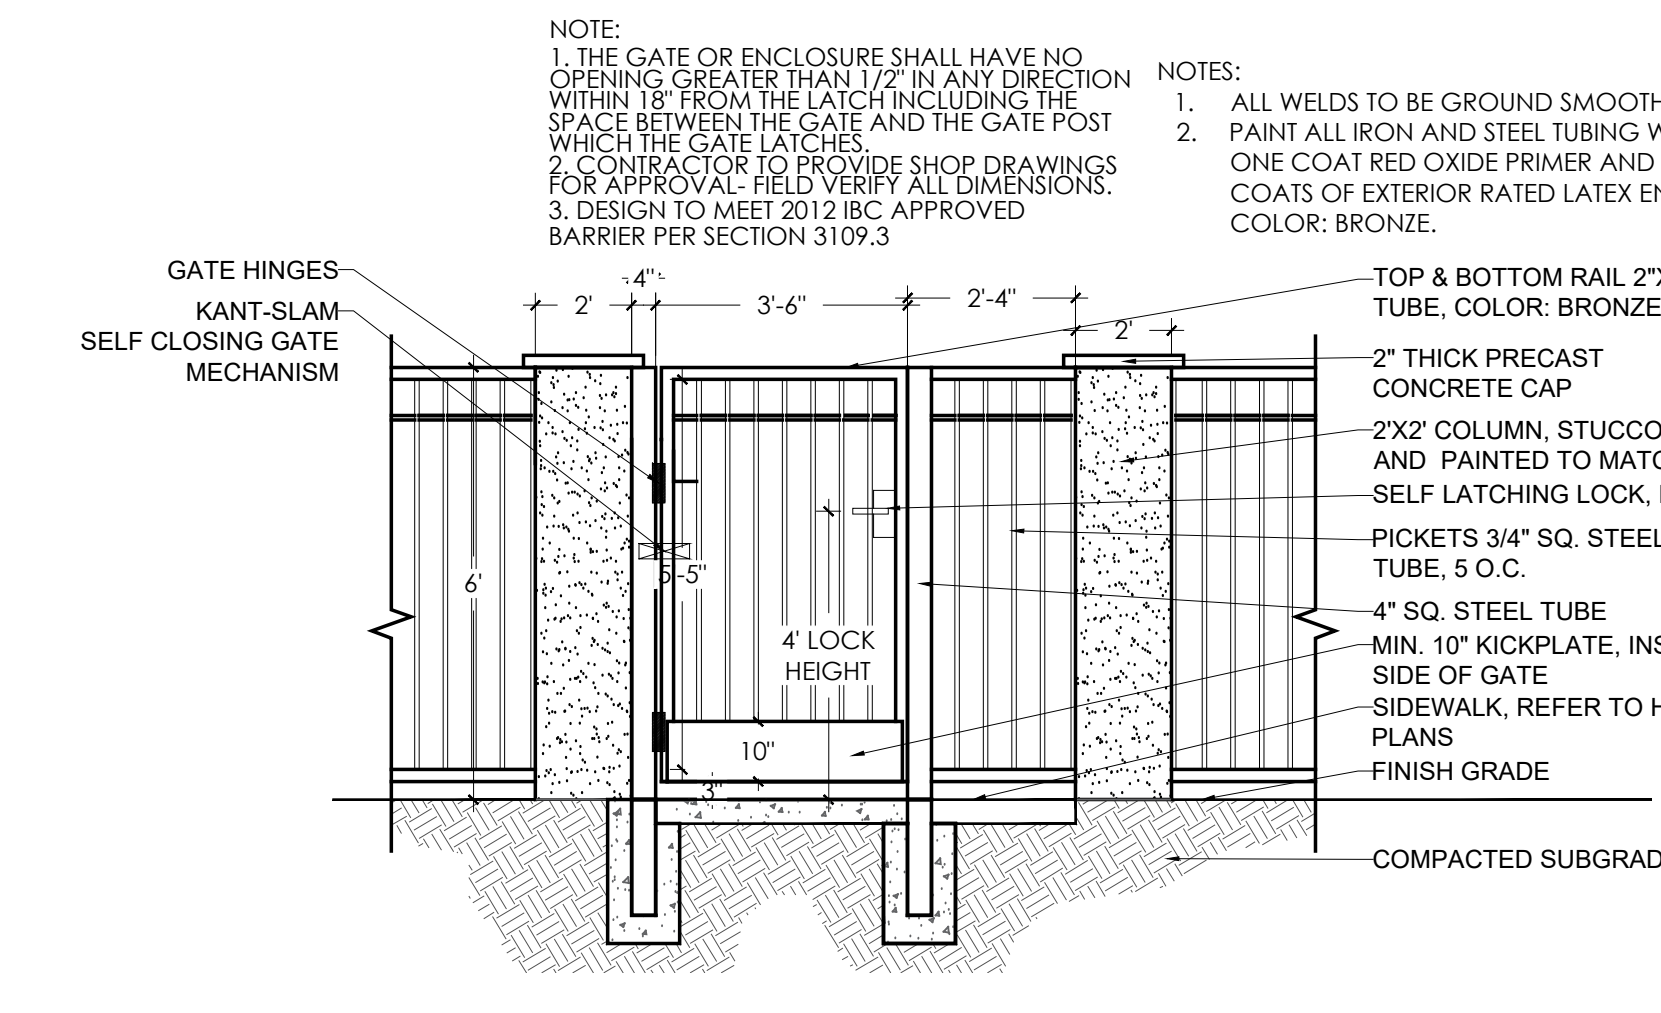 NOTE:
1. THE GATE OR ENCLOSURE SHALL HAVE NO
OPENING GREATER THAN 1/2" IN ANY DIRECTION
WITHIN 18" FROM THE LATCH INCLUDING THE
SPACE BETWEEN THE GATE AND THE GATE POST
WHICH THE GATE LATCHES.
2. CONTRACTOR TO PROVIDE SHOP DRAWINGS
FOR APPROVAL- FIELD VERIFY ALL DIMENSIONS.
3. DESIGN TO MEET 2012 IBC APPROVED
BARRIER PER SECTION 3109.3
NOTES:
1. ALL WELDS TO BE GROUND SMOOTH
2. PAINT ALL IRON AND STEEL TUBING
ONE COAT RED OXIDE PRIMER AND
COATS OF EXTERIOR RATED LATEX
COLOR: BRONZE.
GATE HINGES
KANT-SLAM
SELF CLOSING GATE
MECHANISM
2'
4"
3'-6"
2'-4"
2'
6'
5'-5"
4' LOCK
HEIGHT
10"
3"
TOP & BOTTOM RAIL 2"X
TUBE, COLOR: BRONZE
2" THICK PRECAST
CONCRETE CAP
2'X2' COLUMN, STUCCO
AND PAINTED TO
SELF LATCHING LOCK,
PICKETS 3/4" SQ. STEEL
TUBE, 5 O.C.
4" SQ. STEEL TUBE
MIN. 10" KICKPLATE,
SIDE OF GATE
SIDEWALK, REFER TO
PLANS
FINISH GRADE
COMPACTED